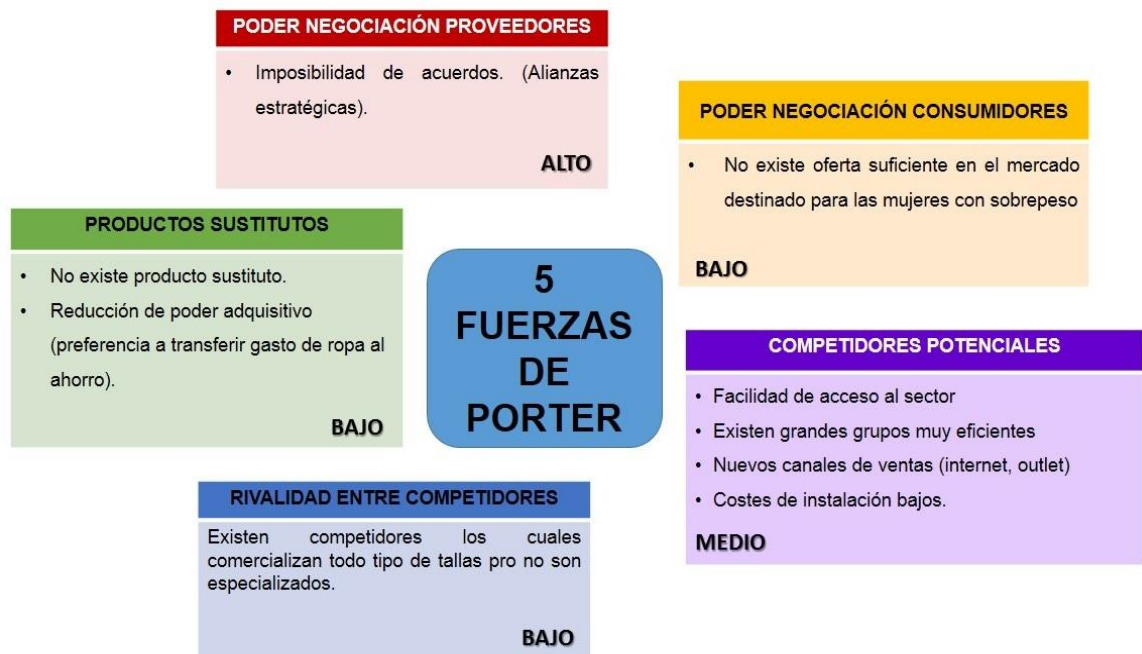 PODER NEGOCIACIÓN PROVEEDORES
• Imposibilidad de acuerdos. (Alianzas
estratégicas).
ALTO
PODER NEGOCIACIÓN CONSUMIDORES
• No existe oferta suficiente en el mercado
destinado para las mujeres con sobrepeso
BAJO
PRODUCTOS SUSTITUTOS
• No existe producto sustituto.
• Reducción de poder adquisitivo
(preferencia a transferir gasto de ropa al
ahorro).
BAJO
5
FUERZAS
DE
PORTER
COMPETIDORES POTENCIALES
• Facilidad de acceso al sector
• Existen grandes grupos muy eficientes
• Nuevos canales de ventas (internet, outlet)
• Costes de instalación bajos.
MEDIO
RIVALIDAD ENTRE COMPETIDORES
Existen competidores los cuales
comercializan todo tipo de tallas pro no son
especializados.
BAJO